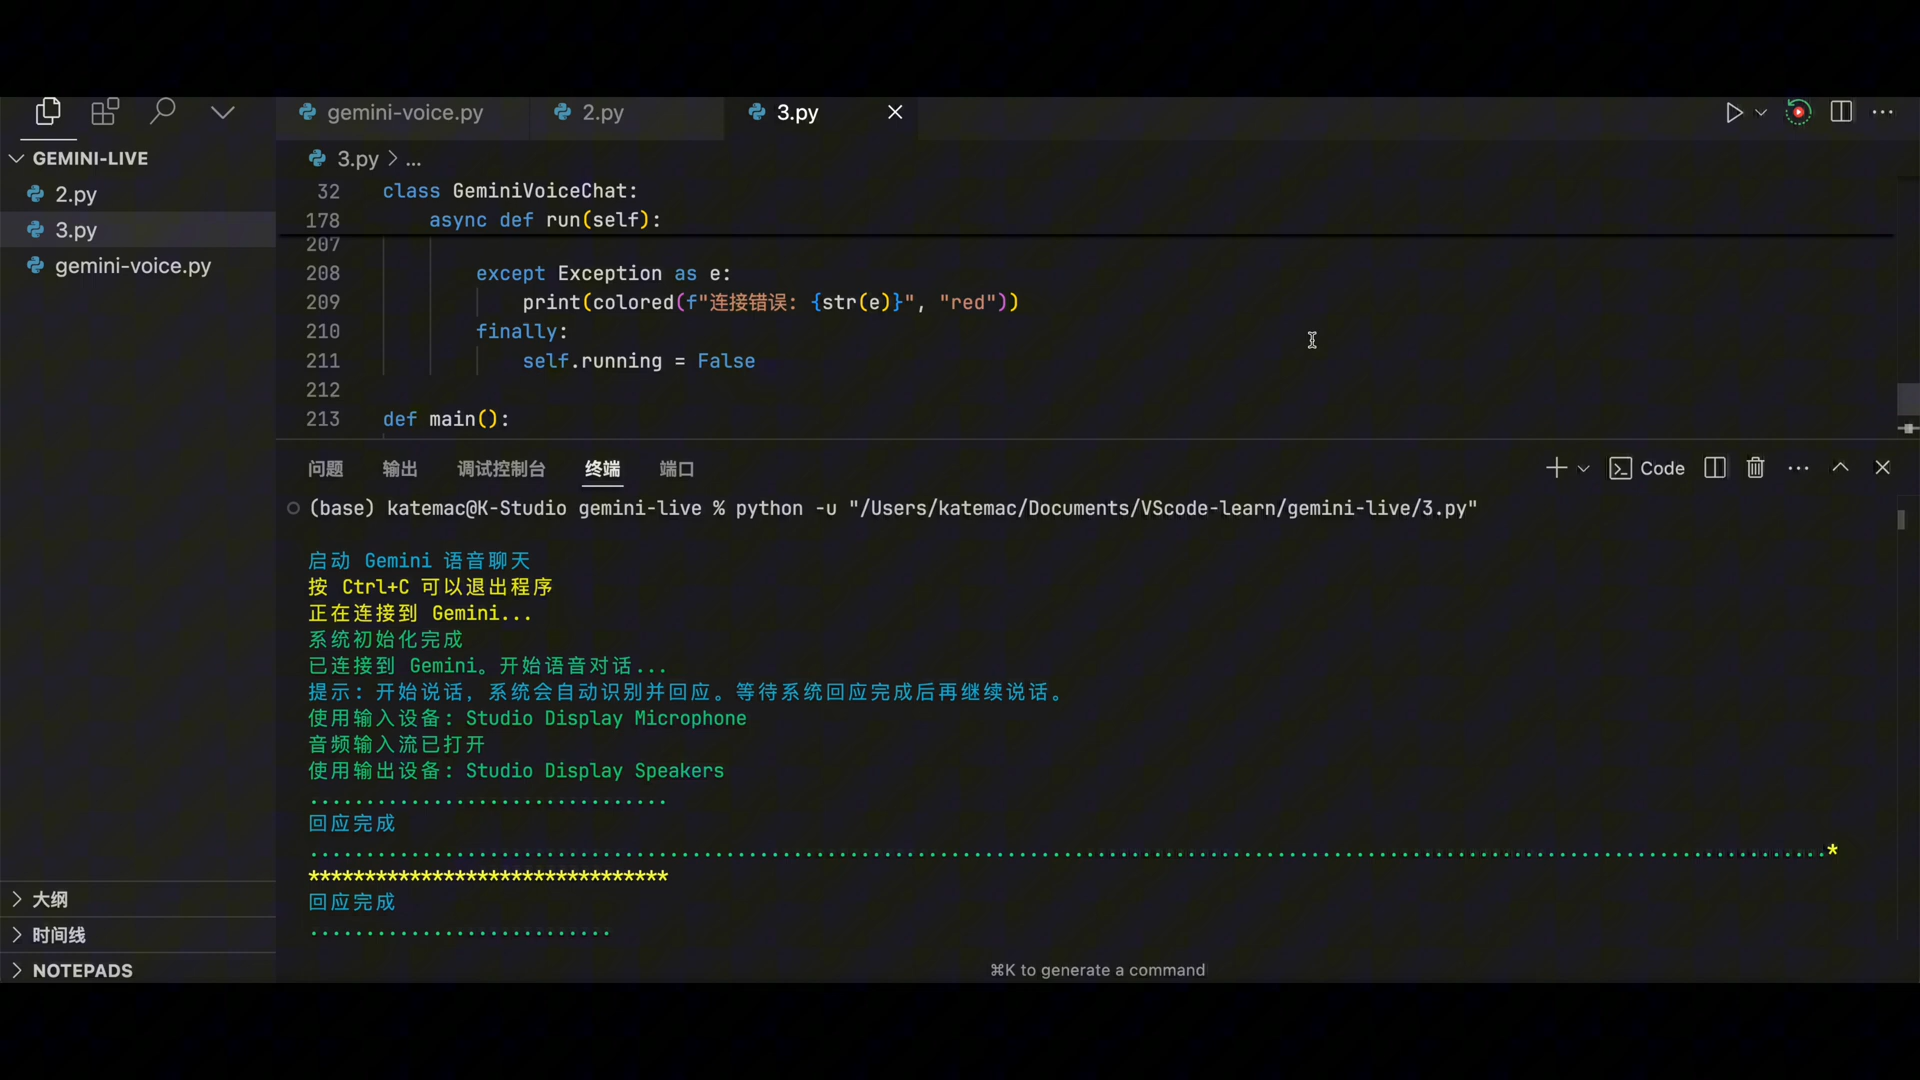 gemini-voice.py
2.py
3.py
GEMINI-LIVE
2.py
3.py
gemini-voice.py
大纲
时间线
NOTEPADS
3.py > ...
32 class GeminiVoiceChat:
178 async def run(self):
207
208 except Exception as e:
209 print(colored(f"连接错误: {str(e)}", "red"))
210 finally:
211 self.running = False
212
213 def main():
问题 输出 调试控制台 终端 端口
Code
(base) katemac@K-Studio gemini-live % python -u "/Users/katemac/Documents/VScode-learn/gemini-live/3.py"
启动 Gemini 语音聊天
按 Ctrl+C 可以退出程序
正在连接到 Gemini...
系统初始化完成
已连接到 Gemini。开始语音对话...
提示: 开始说话, 系统会自动识别并回应。等待系统回应完成后再继续说话。
使用输入设备: Studio Display Microphone
音频输入流已打开
使用输出设备: Studio Display Speakers
................................
回应完成
.......................................................................................................................................*
********************************
回应完成
...........................
⌘K to generate a command